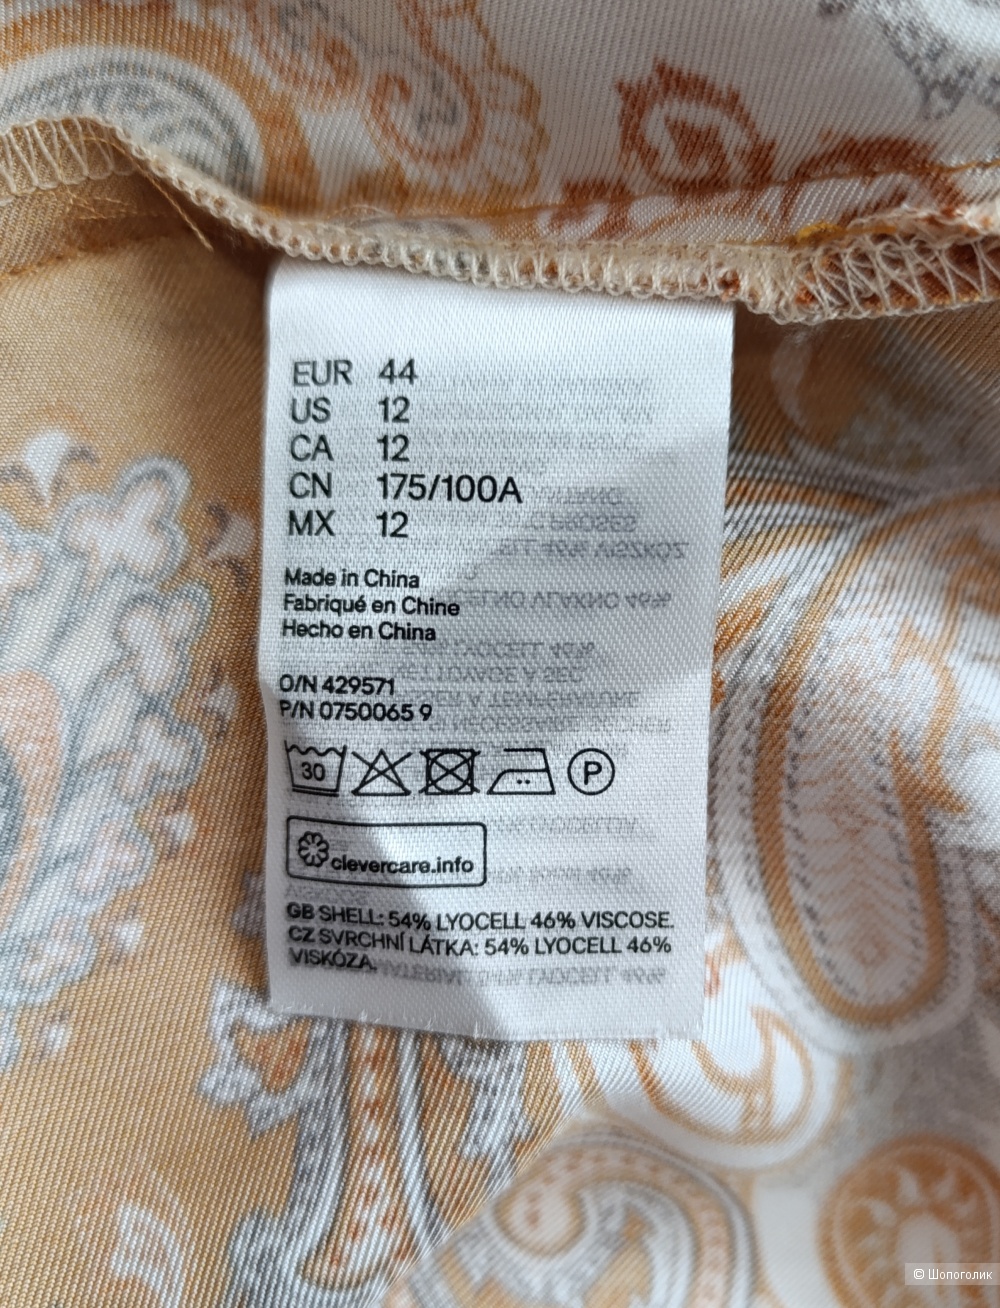 EUR 44
US 12
CA 12
CN 175/100A
MX 12
Made in China
Fabriqué en Chine
Hecho en China
O/N 429571
P/N 0750065 9
30
P
clevercare.info
GB SHELL: 54% LYOCELL 46% VISCOSE.
CZ SVRCHNÍ LÁTKA: 54% LYOCELL 46%
VISKÓZA.
© Шопоголик